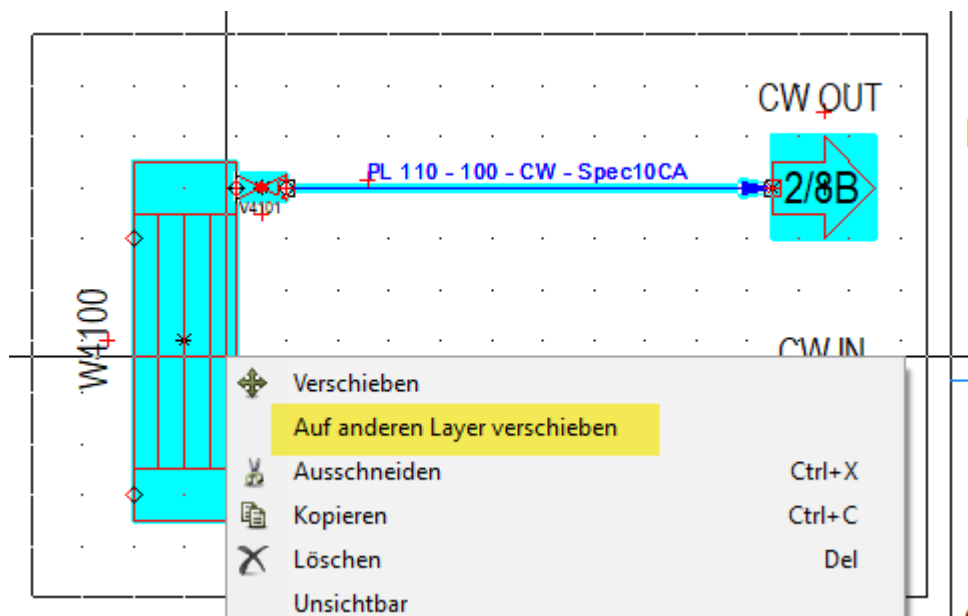 CW OUT
PL 110 - 100 - CW - Spec10CA
2/8B
V4101
W4100
CW IN
Verschieben
Auf anderen Layer verschieben
Ausschneiden Ctrl+X
Kopieren Ctrl+C
Löschen Del
Unsichtbar